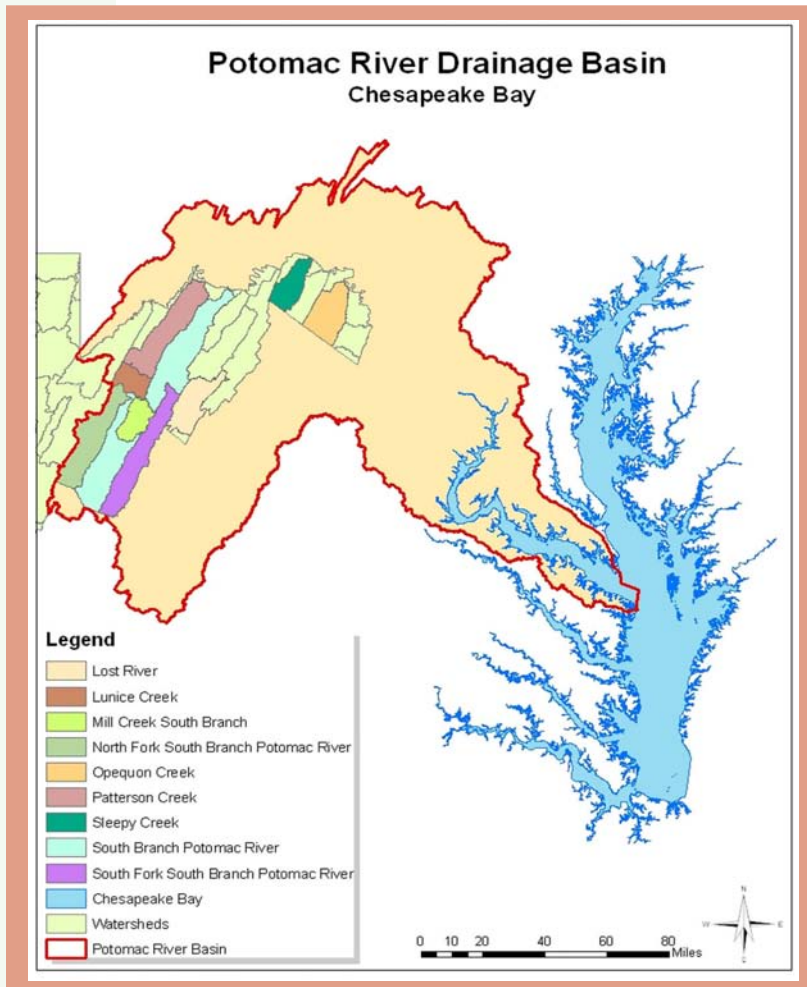 Potomac River Drainage Basin
Chesapeake Bay
Legend
Lost River
Lunice Creek
Mill Creek South Branch
North Fork South Branch Potomac River
Opequon Creek
Patterson Creek
Sleepy Creek
South Branch Potomac River
South Fork South Branch Potomac River
Chesapeake Bay
Watersheds
Potomac River Basin
N
W E
S
0 5 10 20 40 60 80
Miles